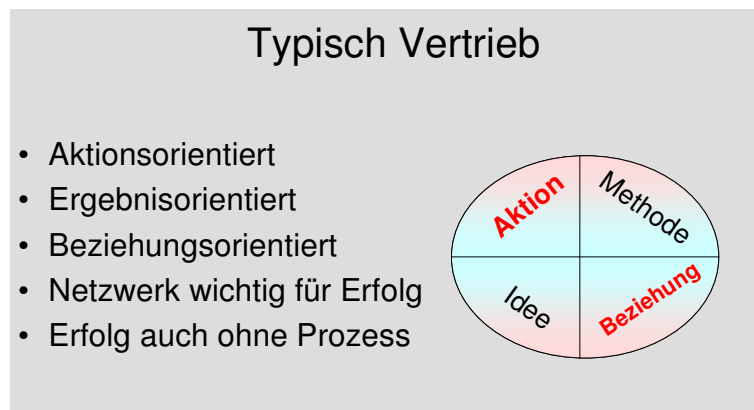 Typisch Vertrieb
• Aktionsorientiert
• Ergebnisorientiert
• Beziehungsorientiert
• Netzwerk wichtig für Erfolg
• Erfolg auch ohne Prozess
Aktion
Methode
Idee
Beziehung